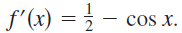 f′(x) = 1/2 − cos x.